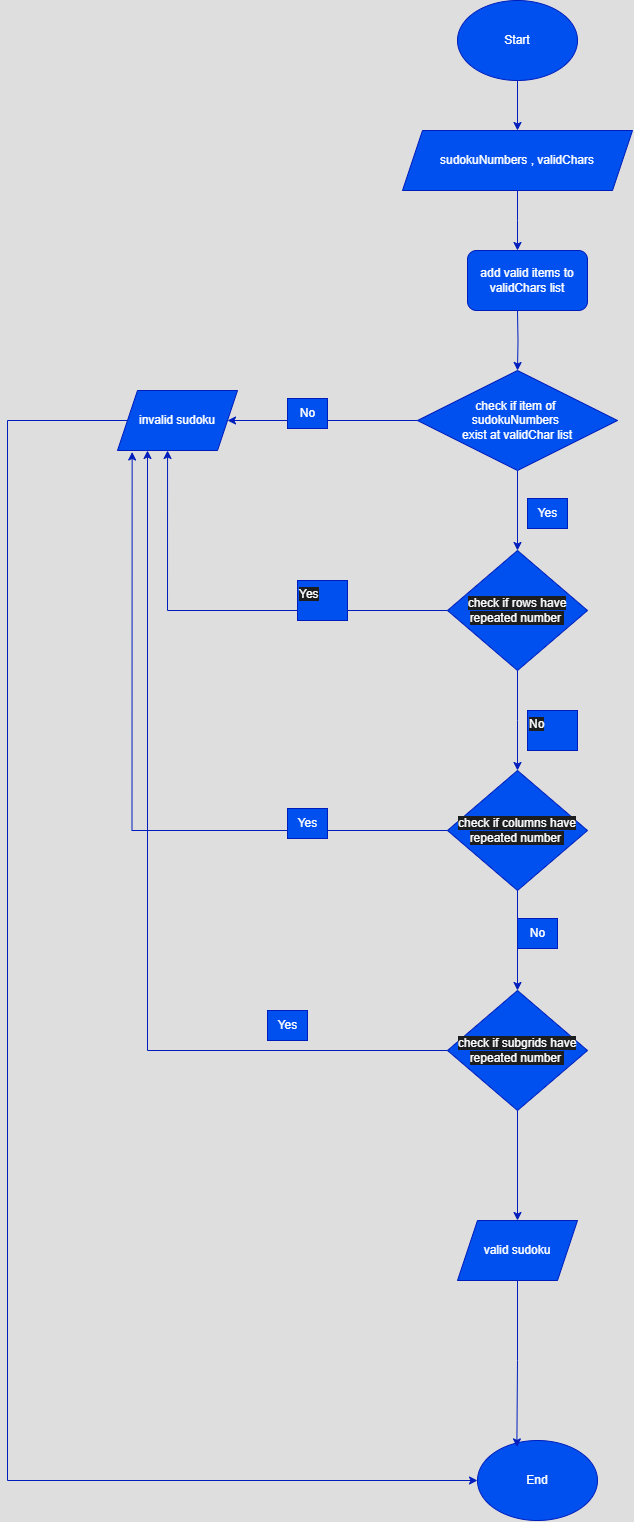 Start
sudokuNumbers , validChars
add valid items to
validChars list
check if item of
sudokuNumbers
exist at validChar list
No
invalid sudoku
Yes
check if rows have
repeated number
Yes
No
check if columns have
repeated number
Yes
No
check if subgrids have
repeated number
Yes
valid sudoku
End